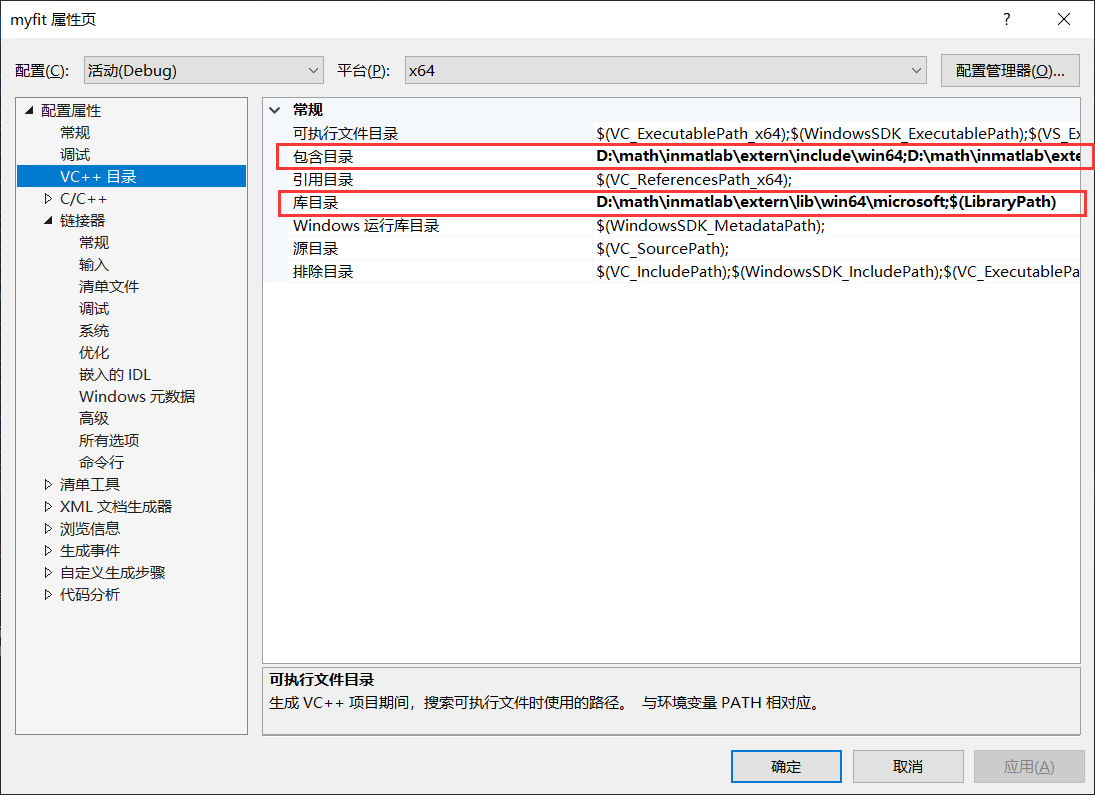 myfit 属性页
?
配置(C):
活动(Debug)
平台(P):
x64
配置管理器(O)...
配置属性
常规
调试
VC++ 目录
C/C++
链接器
常规
输入
清单文件
调试
系统
优化
嵌入的 IDL
Windows 元数据
高级
所有选项
命令行
清单工具
XML 文档生成器
浏览信息
生成事件
自定义生成步骤
代码分析
常规
可执行文件目录 $(VC_ExecutablePath_x64);$(WindowsSDK_ExecutablePath);$(VS_Ex
包含目录 D:\math\inmatlab\extern\include\win64;D:\math\inmatlab\exte
引用目录 $(VC_ReferencesPath_x64);
库目录 D:\math\inmatlab\extern\lib\win64\microsoft;$(LibraryPath)
Windows 运行库目录 $(WindowsSDK_MetadataPath);
源目录 $(VC_SourcePath);
排除目录 $(VC_IncludePath);$(WindowsSDK_IncludePath);$(VC_ExecutablePa
可执行文件目录
生成 VC++ 项目期间，搜索可执行文件时使用的路径。 与环境变量 PATH 相对应。
确定
取消
应用(A)